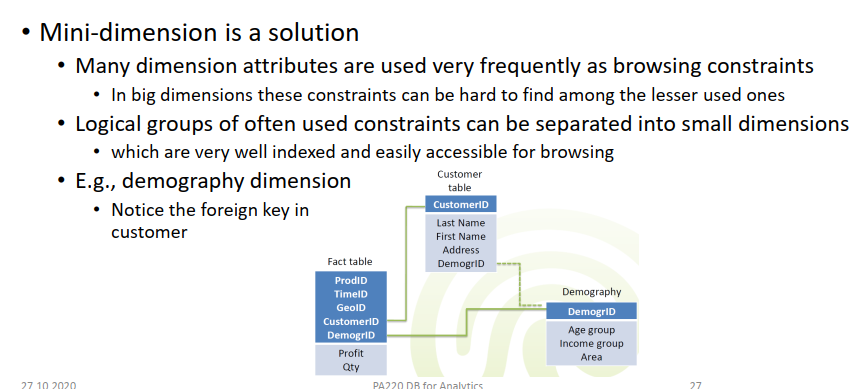 • Mini-dimension is a solution
• Many dimension attributes are used very frequently as browsing constraints
• In big dimensions these constraints can be hard to find among the lesser used ones
• Logical groups of often used constraints can be separated into small dimensions
• which are very well indexed and easily accessible for browsing
• E.g., demography dimension
• Notice the foreign key in
customer
Customer
table
CustomerID
Last Name
First Name
Address
DemogrID
Fact table
ProdID
TimeID
GeoID
CustomerID
DemogrID
Profit
Qty
Demography
DemogrID
Age group
Income group
Area
27.10.2020
PA220 DB for Analytics
27